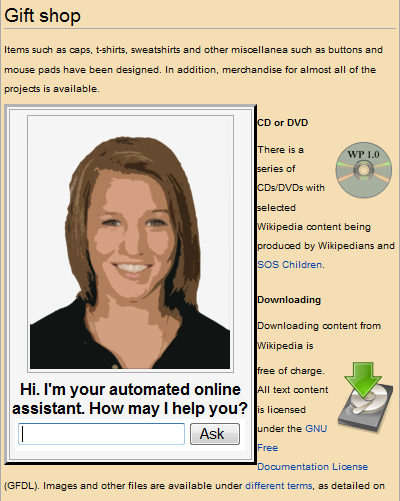 Gift shop
Items such as caps, t-shirts, sweatshirts and other miscellanea such as buttons and
mouse pads have been designed. In addition, merchandise for almost all of the
projects is available.
Hi. I'm your automated online
assistant. How may I help you?
Ask
CD or DVD
There is a
series of
CDs/DVDs with
selected
Wikipedia content being
produced by Wikipedians and
SOS Children.
WP 1.0
Downloading
Downloading content from
Wikipedia is
free of charge.
All text content
is licensed
under the GNU
Free
Documentation License
(GFDL). Images and other files are available under different terms, as detailed on